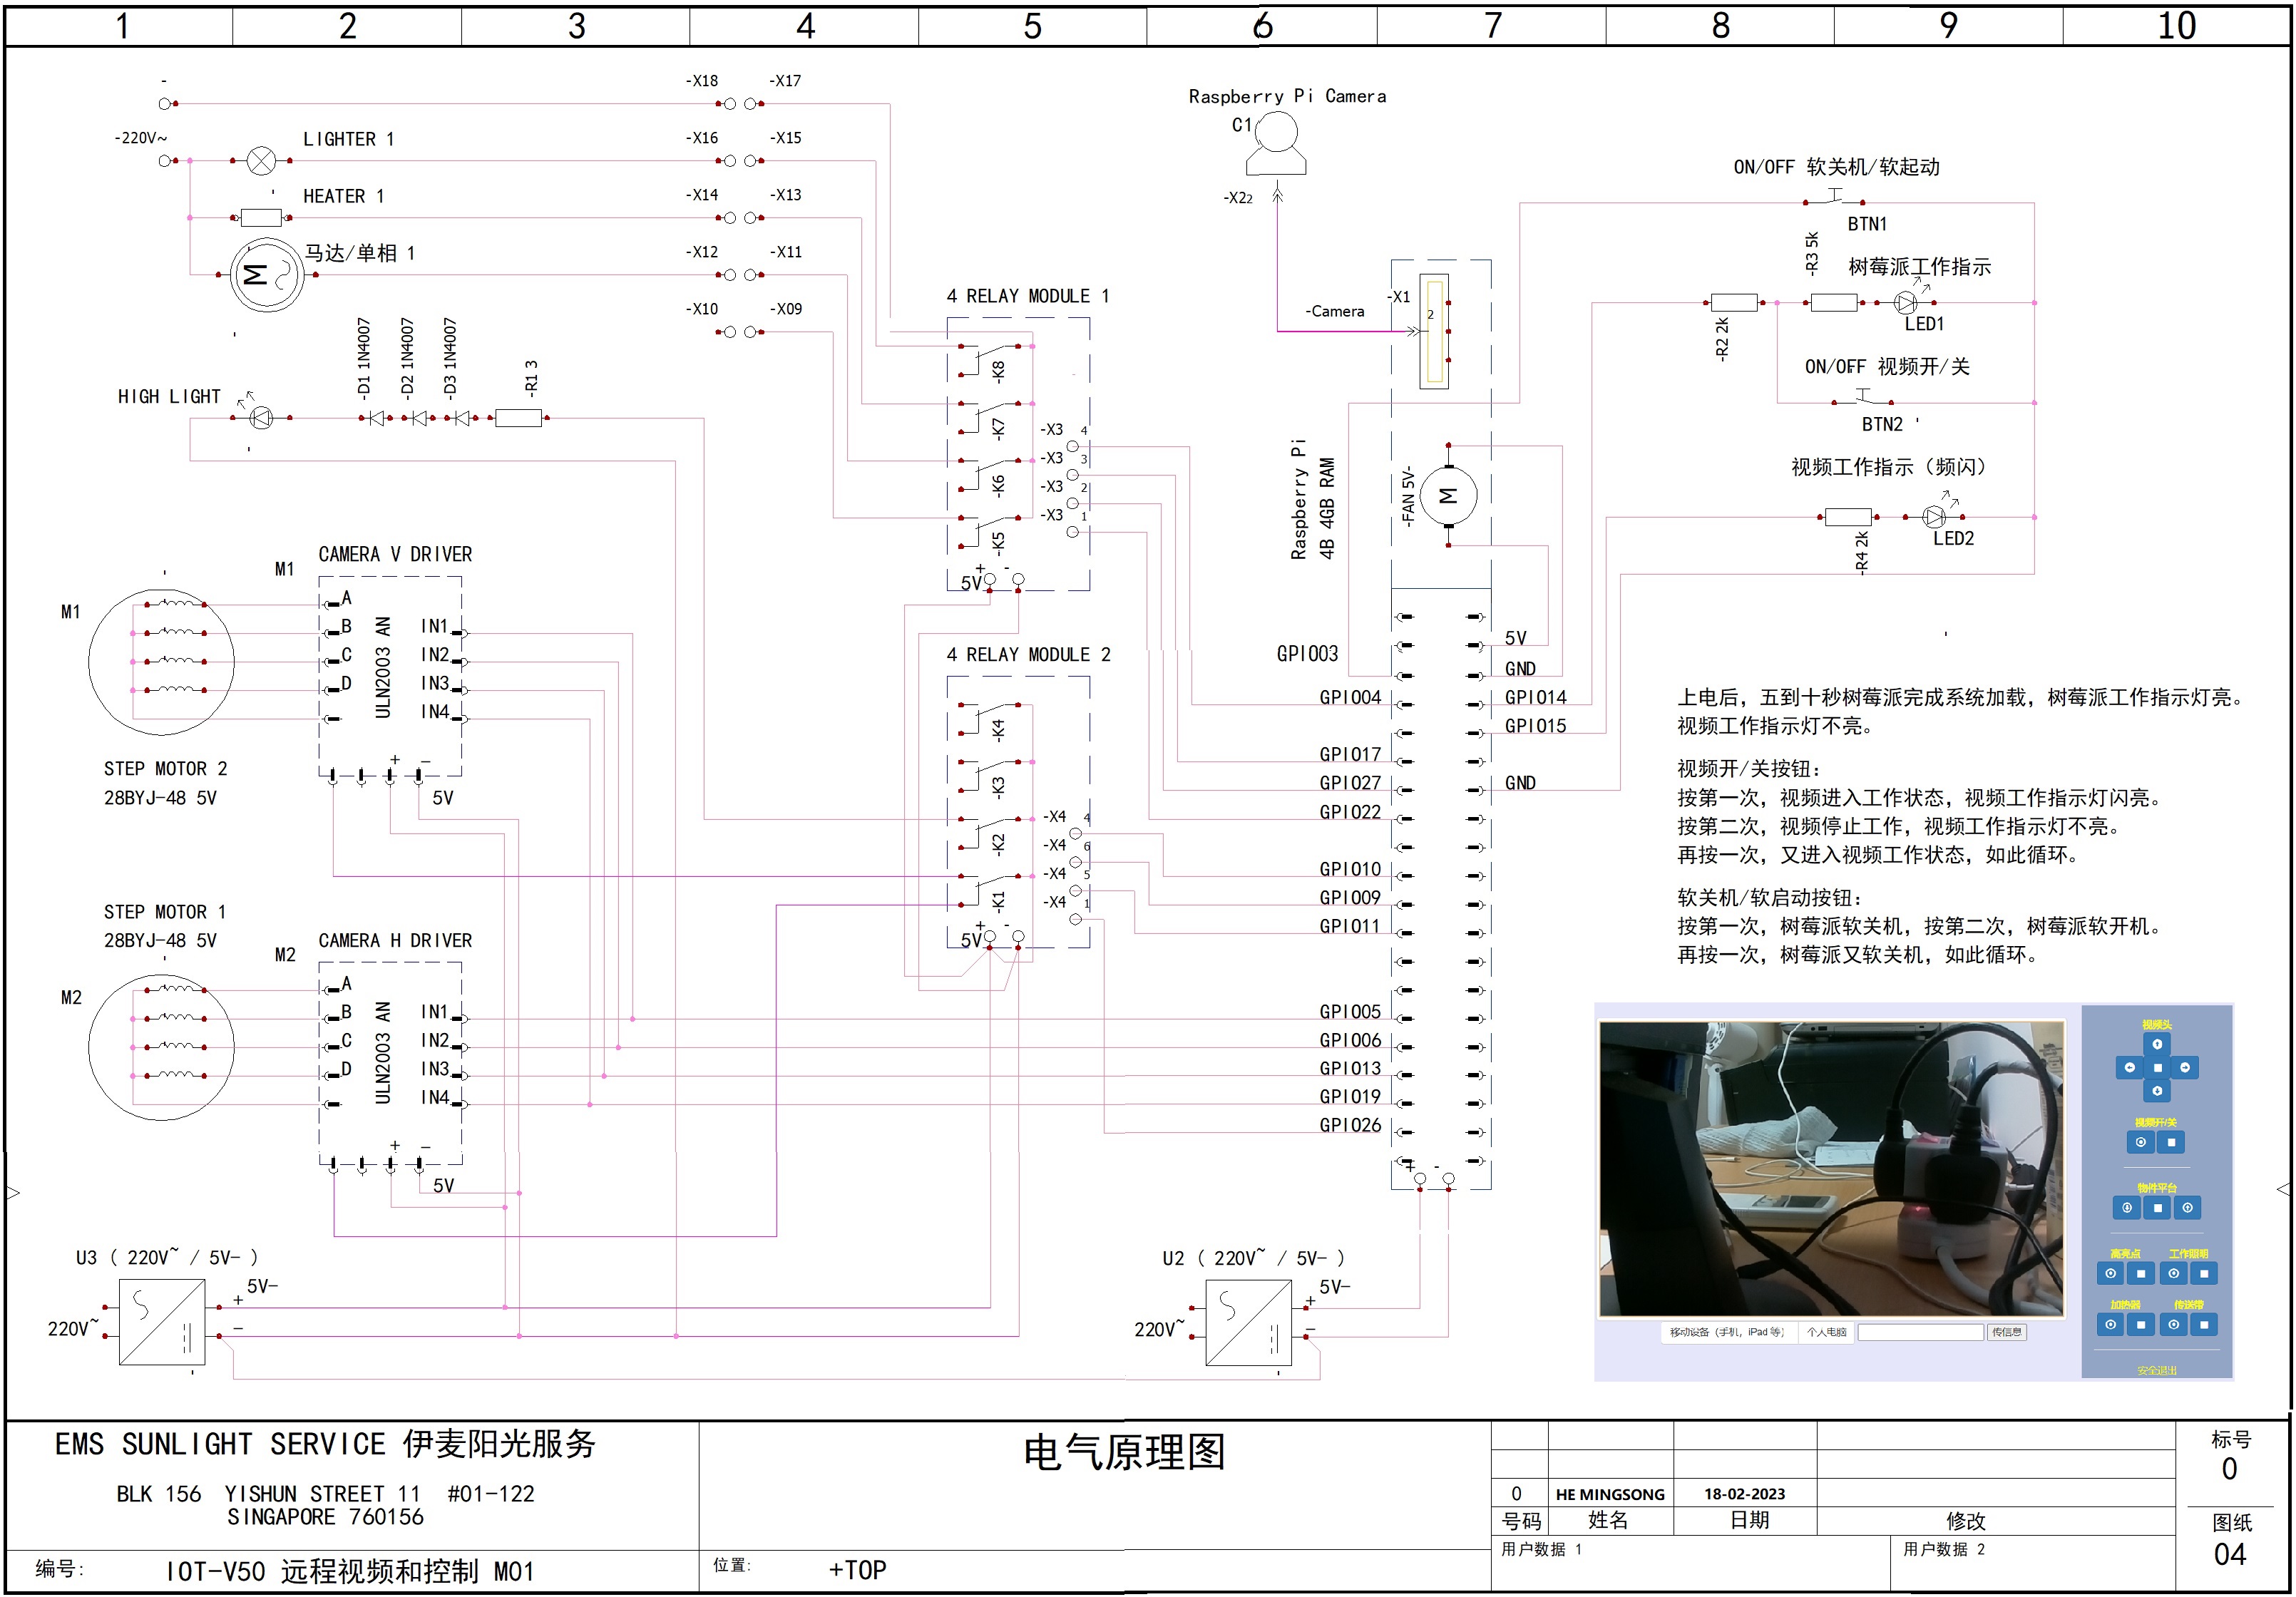 1 2 3 4 5 6 7 8 9 10
-
-X18 -X17
-220V~
LIGHTER 1
-X16 -X15
HEATER 1
-X14 -X13
马达/单相 1
M
-X12 -X11
-X10 -X09
HIGH LIGHT
-D1 1N4007
-D2 1N4007
-D3 1N4007
-R1 3
4 RELAY MODULE 1
-K8
-K7
-K6
-K5
-X3 4
-X3 3
-X3 2
-X3 1
+ -
5V
4 RELAY MODULE 2
-K4
-K3
-K2
-K1
-X4 4
-X4 6
-X4 5
-X4 1
+ -
5V
Raspberry Pi Camera
C1
-X22
-Camera
-X1
2
Raspberry Pi
4B 4GB RAM
-FAN 5V-
M
GPIO03
GPIO04
GPIO17
GPIO27
GPIO22
GPIO10
GPIO09
GPIO11
GPIO05
GPIO06
GPIO13
GPIO19
GPIO26
5V
GND
GPIO14
GPIO15
GND
+ -
ON/OFF 软关机/软起动
BTN1
-R3 5k
树莓派工作指示
LED1
-R2 2k
ON/OFF 视频开/关
BTN2
视频工作指示（频闪）
LED2
-R4 2k
M1
CAMERA V DRIVER
M1
A
B
C
D
ULN2003 AN
IN1
IN2
IN3
IN4
+ -
5V
STEP MOTOR 2
28BYJ-48 5V
STEP MOTOR 1
28BYJ-48 5V
M2
CAMERA H DRIVER
M2
A
B
C
D
ULN2003 AN
IN1
IN2
IN3
IN4
+ -
5V
U3 ( 220V~ / 5V- )
5V-
+
-
220V~
U2 ( 220V~ / 5V- )
5V-
+
-
220V~
上电后，五到十秒树莓派完成系统加载，树莓派工作指示灯亮。
视频工作指示灯不亮。
视频开/关按钮：
按第一次，视频进入工作状态，视频工作指示灯闪亮。
按第二次，视频停止工作，视频工作指示灯不亮。
再按一次，又进入视频工作状态，如此循环。
软关机/软启动按钮：
按第一次，树莓派软关机，按第二次，树莓派软开机。
再按一次，树莓派又软关机，如此循环。
视频头
视频开/关
物件平台
高亮点 工作照明
加热器 传送带
安全退出
移动设备（手机，iPad 等） 个人电脑 传信息
EMS SUNLIGHT SERVICE 伊麦阳光服务
BLK 156 YISHUN STREET 11 #01-122
SINGAPORE 760156
编号: IOT-V50 远程视频和控制 M01
电气原理图
位置: +TOP
0 HE MINGSONG 18-02-2023
号码 姓名 日期 修改
用户数据 1 用户数据 2
标号
0
图纸
04